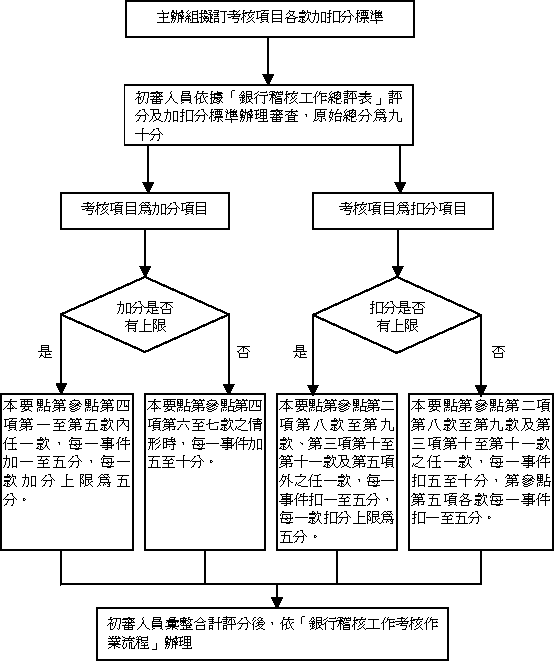 主辦組擬訂考核項目各款加扣分標準
初審人員依據「銀行稽核工作總評表」評
分及加扣分標準辦理審查，原始總分為九
十分
考核項目為加分項目
考核項目為扣分項目
加分是否
有上限
扣分是否
有上限
是
否
是
否
本要點第參點第四
項第一至第五款內
任一款，每一事件
加一至五分，每一
款加分上限為五
分。
本要點第參點第四
項第六至七款之情
形時，每一事件加
五至十分。
本要點第參點第二
項第八款至第九
款、第三項第十至
第十一款及第五項
外之任一款，每一
事件扣一至五分，
每一款扣分上限為
五分。
本要點第參點第二項
第八款至第九款及第
三項第十至第十一款
之任一款，每一事件
扣五至十分，第參點
第五項各款每一事件
扣一至五分。
初審人員彙整合計評分後，依「銀行稽核工作考核作
業流程」辦理